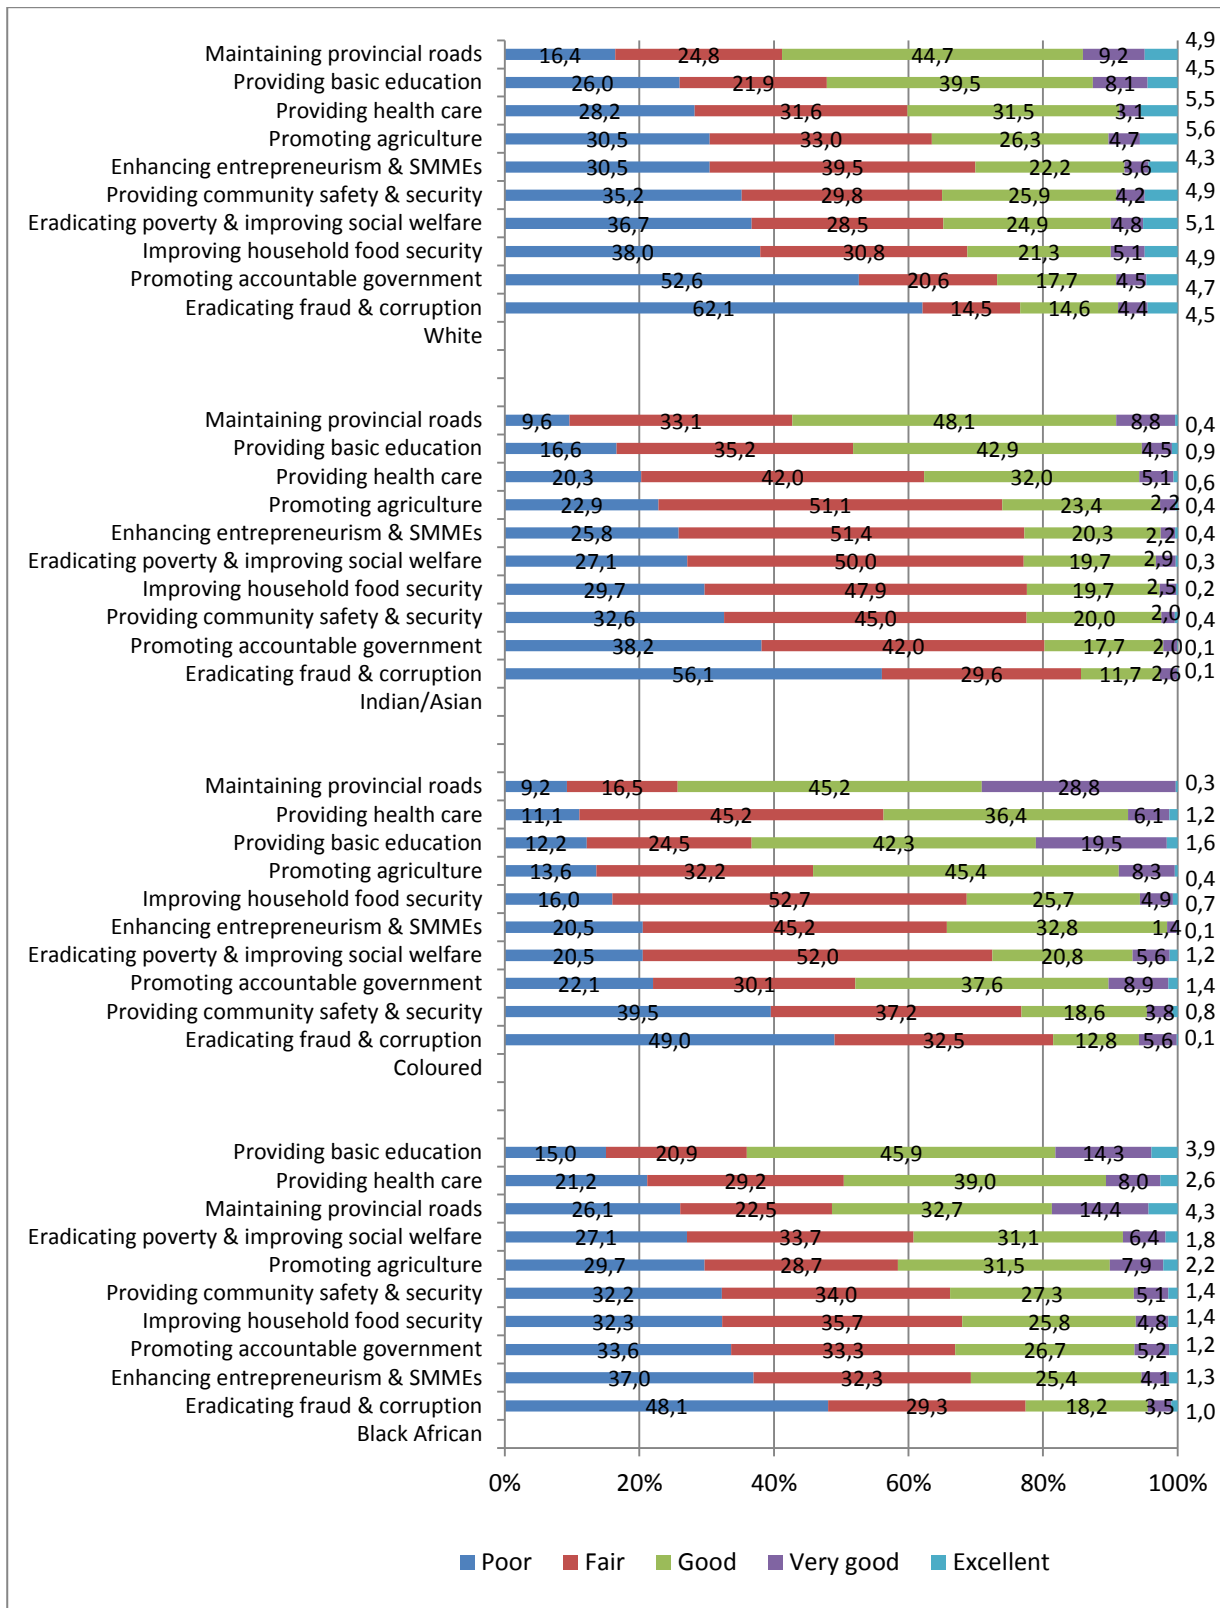 Maintaining provincial roads 16,4 24,8 44,7 9,2 4,9
Providing basic education 26,0 21,9 39,5 8,1 4,5
Providing health care 28,2 31,6 31,5 3,1 5,5
Promoting agriculture 30,5 33,0 26,3 4,7 5,6
Enhancing entrepreneurism & SMMEs 30,5 39,5 22,2 3,6 4,3
Providing community safety & security 35,2 29,8 25,9 4,2 4,9
Eradicating poverty & improving social welfare 36,7 28,5 24,9 4,8 5,1
Improving household food security 38,0 30,8 21,3 5,1 4,9
Promoting accountable government 52,6 20,6 17,7 4,5 4,7
Eradicating fraud & corruption 62,1 14,5 14,6 4,4 4,5
White
Maintaining provincial roads 9,6 33,1 48,1 8,8 0,4
Providing basic education 16,6 35,2 42,9 4,5 0,9
Providing health care 20,3 42,0 32,0 5,1 0,6
Promoting agriculture 22,9 51,1 23,4 2,2 0,4
Enhancing entrepreneurism & SMMEs 25,8 51,4 20,3 2,2 0,4
Eradicating poverty & improving social welfare 27,1 50,0 19,7 2,9 0,3
Improving household food security 29,7 47,9 19,7 2,5 0,2
Providing community safety & security 32,6 45,0 20,0 2,0 0,4
Promoting accountable government 38,2 42,0 17,7 2,0 0,1
Eradicating fraud & corruption 56,1 29,6 11,7 2,6 0,1
Indian/Asian
Maintaining provincial roads 9,2 16,5 45,2 28,8 0,3
Providing health care 11,1 45,2 36,4 6,1 1,2
Providing basic education 12,2 24,5 42,3 19,5 1,6
Promoting agriculture 13,6 32,2 45,4 8,3 0,4
Improving household food security 16,0 52,7 25,7 4,9 0,7
Enhancing entrepreneurism & SMMEs 20,5 45,2 32,8 1,4 0,1
Eradicating poverty & improving social welfare 20,5 52,0 20,8 5,6 1,2
Promoting accountable government 22,1 30,1 37,6 8,9 1,4
Providing community safety & security 39,5 37,2 18,6 3,8 0,8
Eradicating fraud & corruption 49,0 32,5 12,8 5,6 0,1
Coloured
Providing basic education 15,0 20,9 45,9 14,3 3,9
Providing health care 21,2 29,2 39,0 8,0 2,6
Maintaining provincial roads 26,1 22,5 32,7 14,4 4,3
Eradicating poverty & improving social welfare 27,1 33,7 31,1 6,4 1,8
Promoting agriculture 29,7 28,7 31,5 7,9 2,2
Providing community safety & security 32,2 34,0 27,3 5,1 1,4
Improving household food security 32,3 35,7 25,8 4,8 1,4
Promoting accountable government 33,6 33,3 26,7 5,2 1,2
Enhancing entrepreneurism & SMMEs 37,0 32,3 25,4 4,1 1,3
Eradicating fraud & corruption 48,1 29,3 18,2 3,5 1,0
Black African
0% 20% 40% 60% 80% 100%
Poor Fair Good Very good Excellent